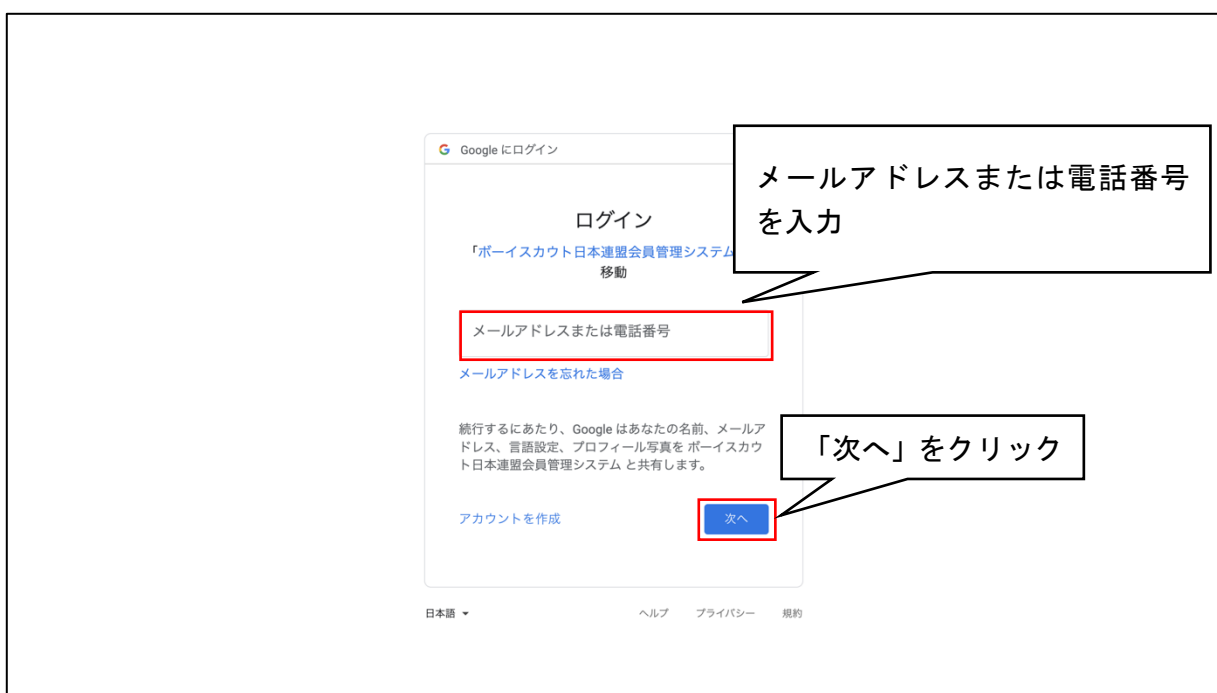 Google にログイン
メールアドレスまたは電話番号
を入力
ログイン
「ボーイスカウト日本連盟会員管理システム
移動
メールアドレスまたは電話番号
メールアドレスを忘れた場合
続行するにあたり、Google はあなたの名前、メールア
ドレス、言語設定、プロフィール写真を ボーイスカウ
ト日本連盟会員管理システム と共有します。
「次へ」をクリック
アカウントを作成
次へ
日本語
ヘルプ プライバシー 規約